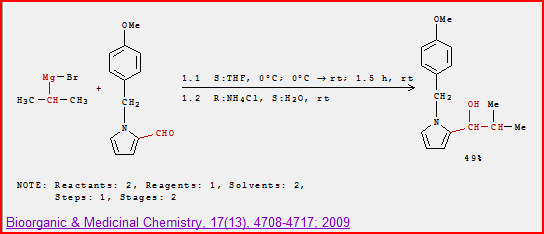 OMe
OMe
Mg Br
1.1 S:THF, 0°C; 0°C → rt; 1.5 h, rt
+
1.2 R:NH4Cl, S:H2O, rt
H3C CH CH3
CH2
CH2
OH Me
N
CHO
N
CH CH Me
49%
NOTE: Reactants: 2, Reagents: 1, Solvents: 2,
Steps: 1, Stages: 2
Bioorganic & Medicinal Chemistry, 17(13), 4708-4717; 2009